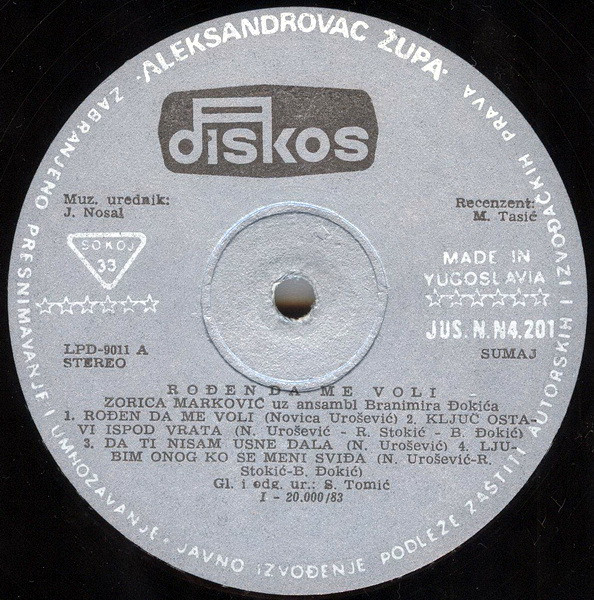 ·ALEKSANDROVAC ŽUPA·
diskos
Muz. urednik:
J. Nosal
Recenzent:
M. Tasić
SOKOJ
33
MADE IN
YUGOSLAVIA
JUS. N.N4.201
LPD-9011 A
STEREO
SUMAJ
ROĐEN DA ME VOLI
ZORICA MARKOVIĆ uz ansambl Branimira Đokića
1. ROĐEN DA ME VOLI (Novica Urošević) 2. KLJUČ OSTA-
VI ISPOD VRATA (N. Urošević - R. Stokić - B. Đokić)
3. DA TI NISAM USNE DALA (N. Urošević) 4. LJU-
BIM ONOG KO SE MENI SVIĐA (N. Urošević-R.
Stokić-B. Đokić)
Gl. i odg. ur.: S. Tomić
I - 20.000/83
ZABRANJENO PRESNIMAVANJE I UMNOŽAVANJE · JAVNO IZVOĐENJE PODLEŽE ZAŠTITI AUTORSKIH I IZVOĐAČKIH PRAVA